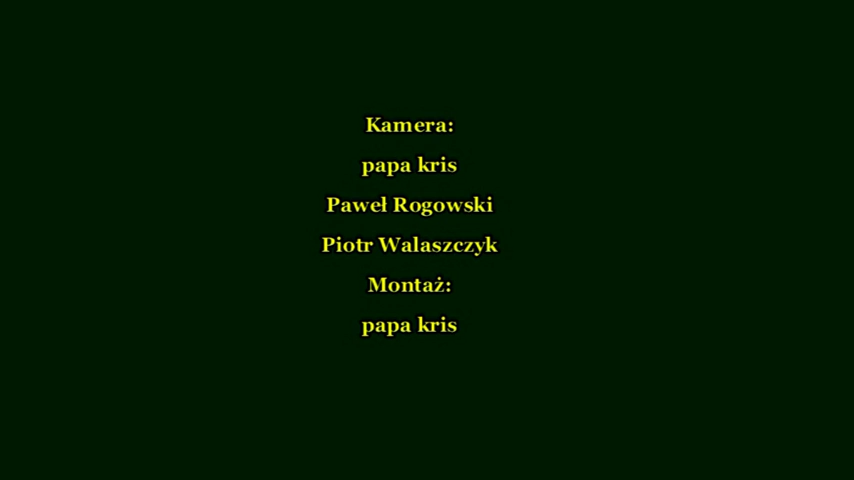 Kamera:
papa kris
Paweł Rogowski
Piotr Walaszczyk
Montaż:
papa kris